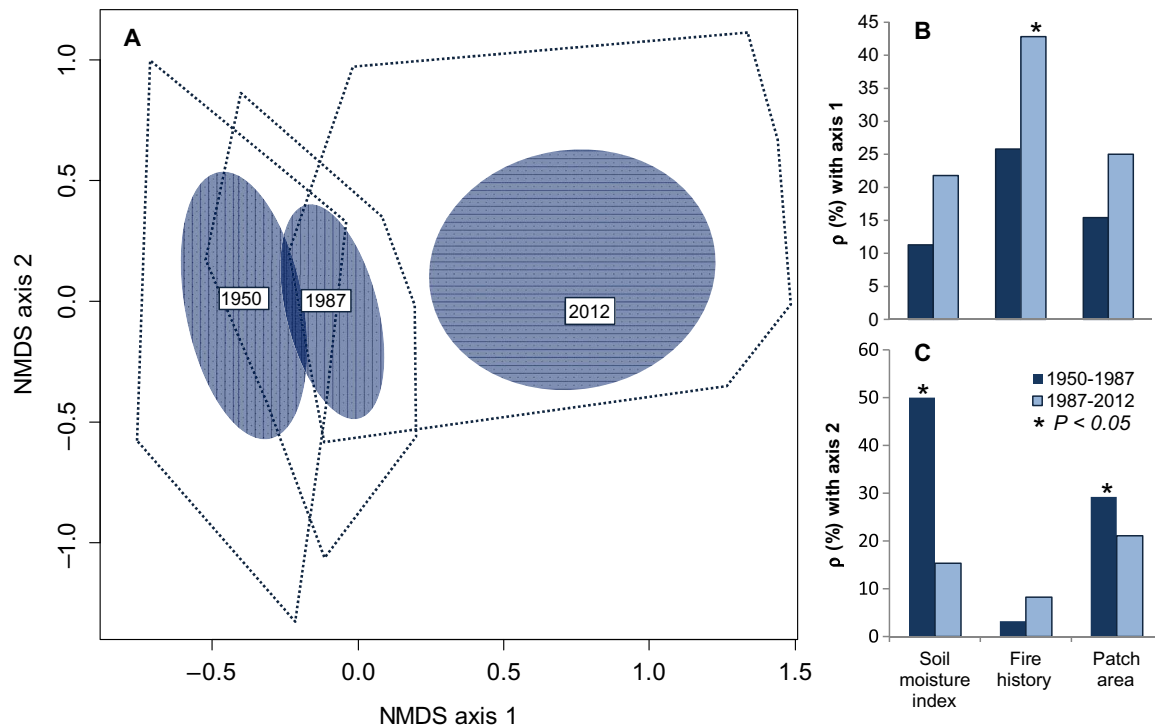 A
1.0
0.5
0.0
−0.5
−1.0
NMDS axis 2
1950
1987
2012
−0.5
0.0
0.5
1.0
1.5
NMDS axis 1
B
45
40
35
30
25
20
15
10
5
0
ρ (%) with axis 1
*
C
60
50
40
30
20
10
0
ρ (%) with axis 2
*
*
1950-1987
1987-2012
* P < 0.05
Soil
moisture
index
Fire
history
Patch
area